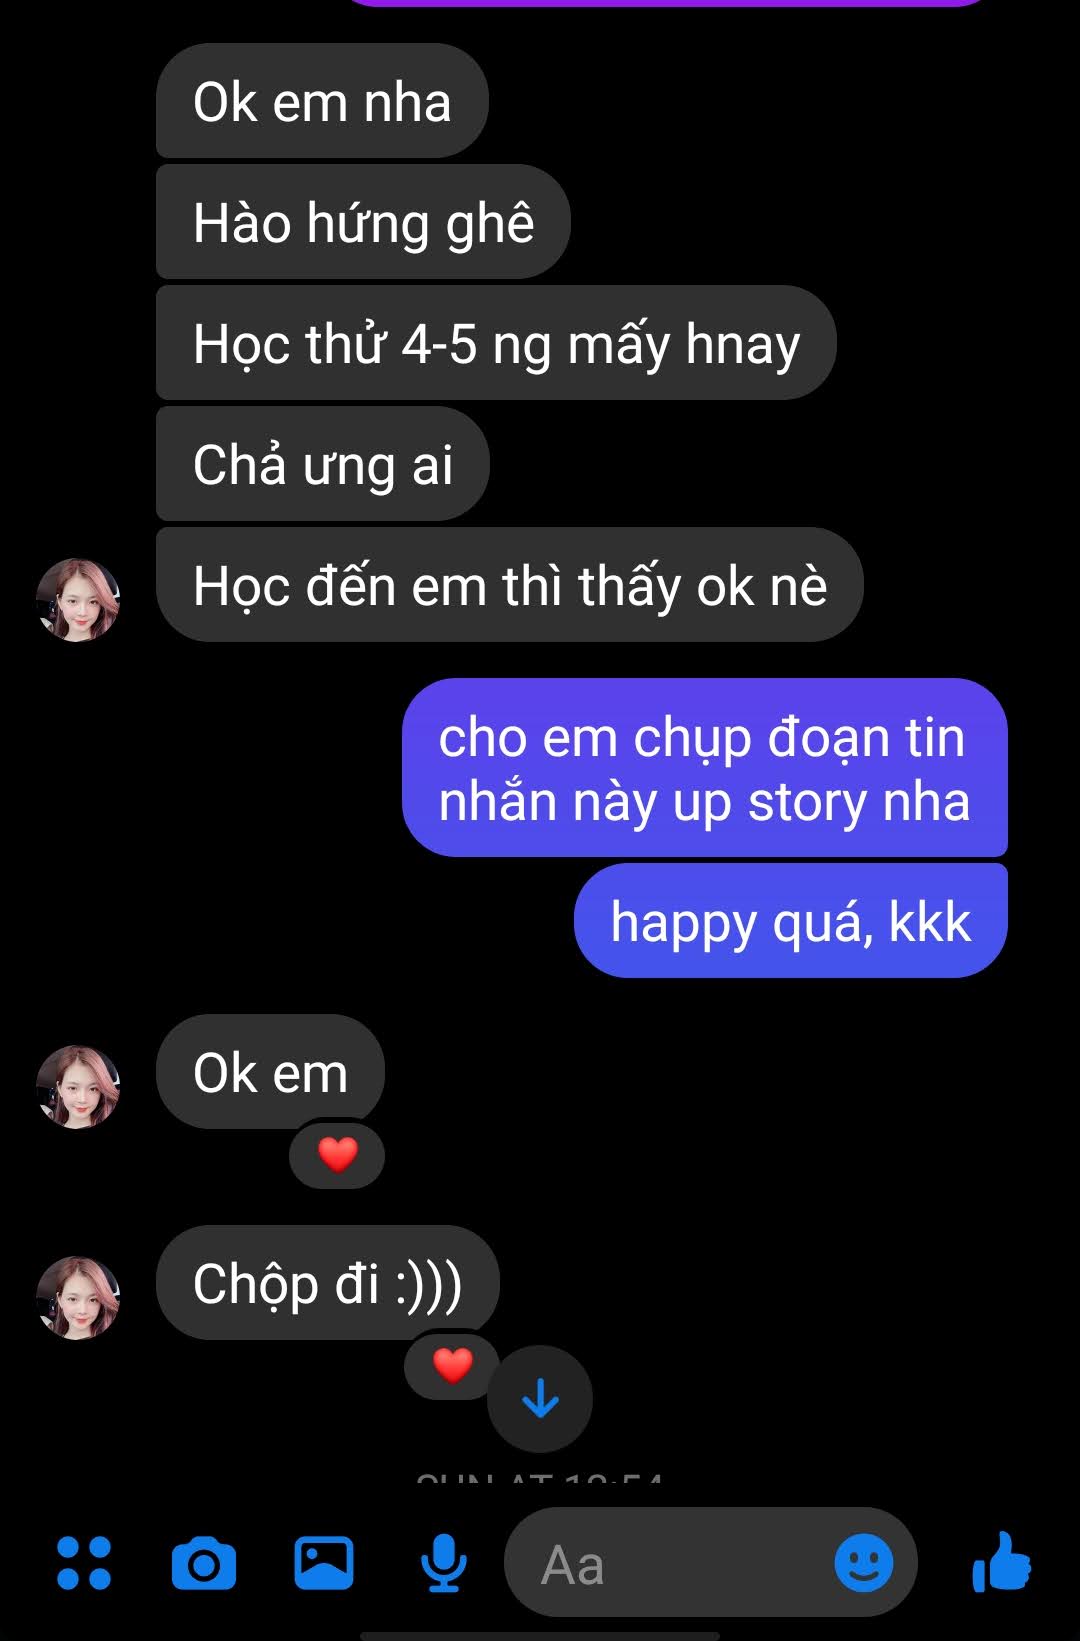 Ok em nha
Hào hứng ghê
Học thử 4-5 ng mấy hnay
Chả ưng ai
Học đến em thì thấy ok nè
cho em chụp đoạn tin
nhắn này up story nha
happy quá, kkk
Ok em
Chộp đi :)))
SUN AT
Aa